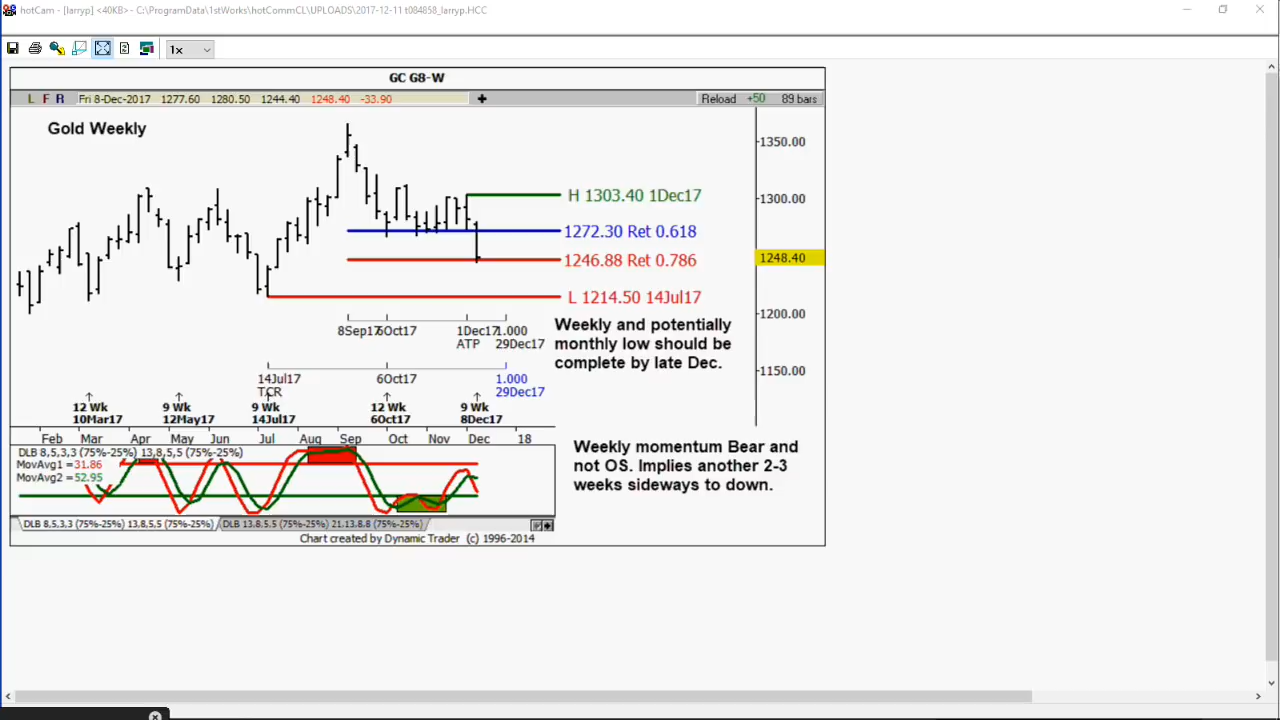 hotCam - [larryp] <40KB> - C:\ProgramData\1stWorks\hotCommCL\UPLOADS\2017-12-11 t084858_larryp.HCC
1x
GC G8-W
L F R Fri 8-Dec-2017 1277.60 1280.50 1244.40 1248.40 -33.90 Reload +50 89 bars
Gold Weekly
1350.00
H 1303.40 1Dec17
1300.00
1272.30 Ret 0.618
1246.88 Ret 0.786
1248.40
L 1214.50 14Jul17
1200.00
8Sep17 6Oct17 1Dec17 1.000
ATP 29Dec17
Weekly and potentially
monthly low should be
complete by late Dec.
1150.00
14Jul17 6Oct17 1.000
TCR 29Dec17
12 Wk 9 Wk 9 Wk 12 Wk 9 Wk
10Mar17 12May17 14Jul17 6Oct17 8Dec17
Feb Mar Apr May Jun Jul Aug Sep Oct Nov Dec 18
DLB 8,5,3,3 (75%-25%) 13,8,5,5 (75%-25%)
MovAvg1 =31.86
MovAvg2 =52.95
Weekly momentum Bear and
not OS. Implies another 2-3
weeks sideways to down.
DLB 8,5,3,3 (75%-25%) 13,8,5,5 (75%-25%) DLB 13,8,5,5 (75%-25%) 21,13,8,8 (75%-25%)
Chart created by Dynamic Trader (c) 1996-2014